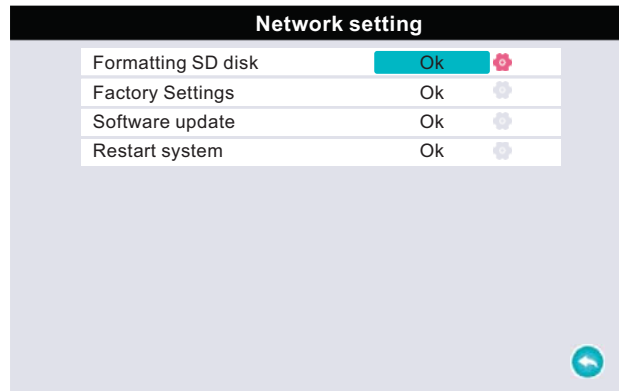 Network setting
Formatting SD disk Ok
Factory Settings Ok
Software update Ok
Restart system Ok